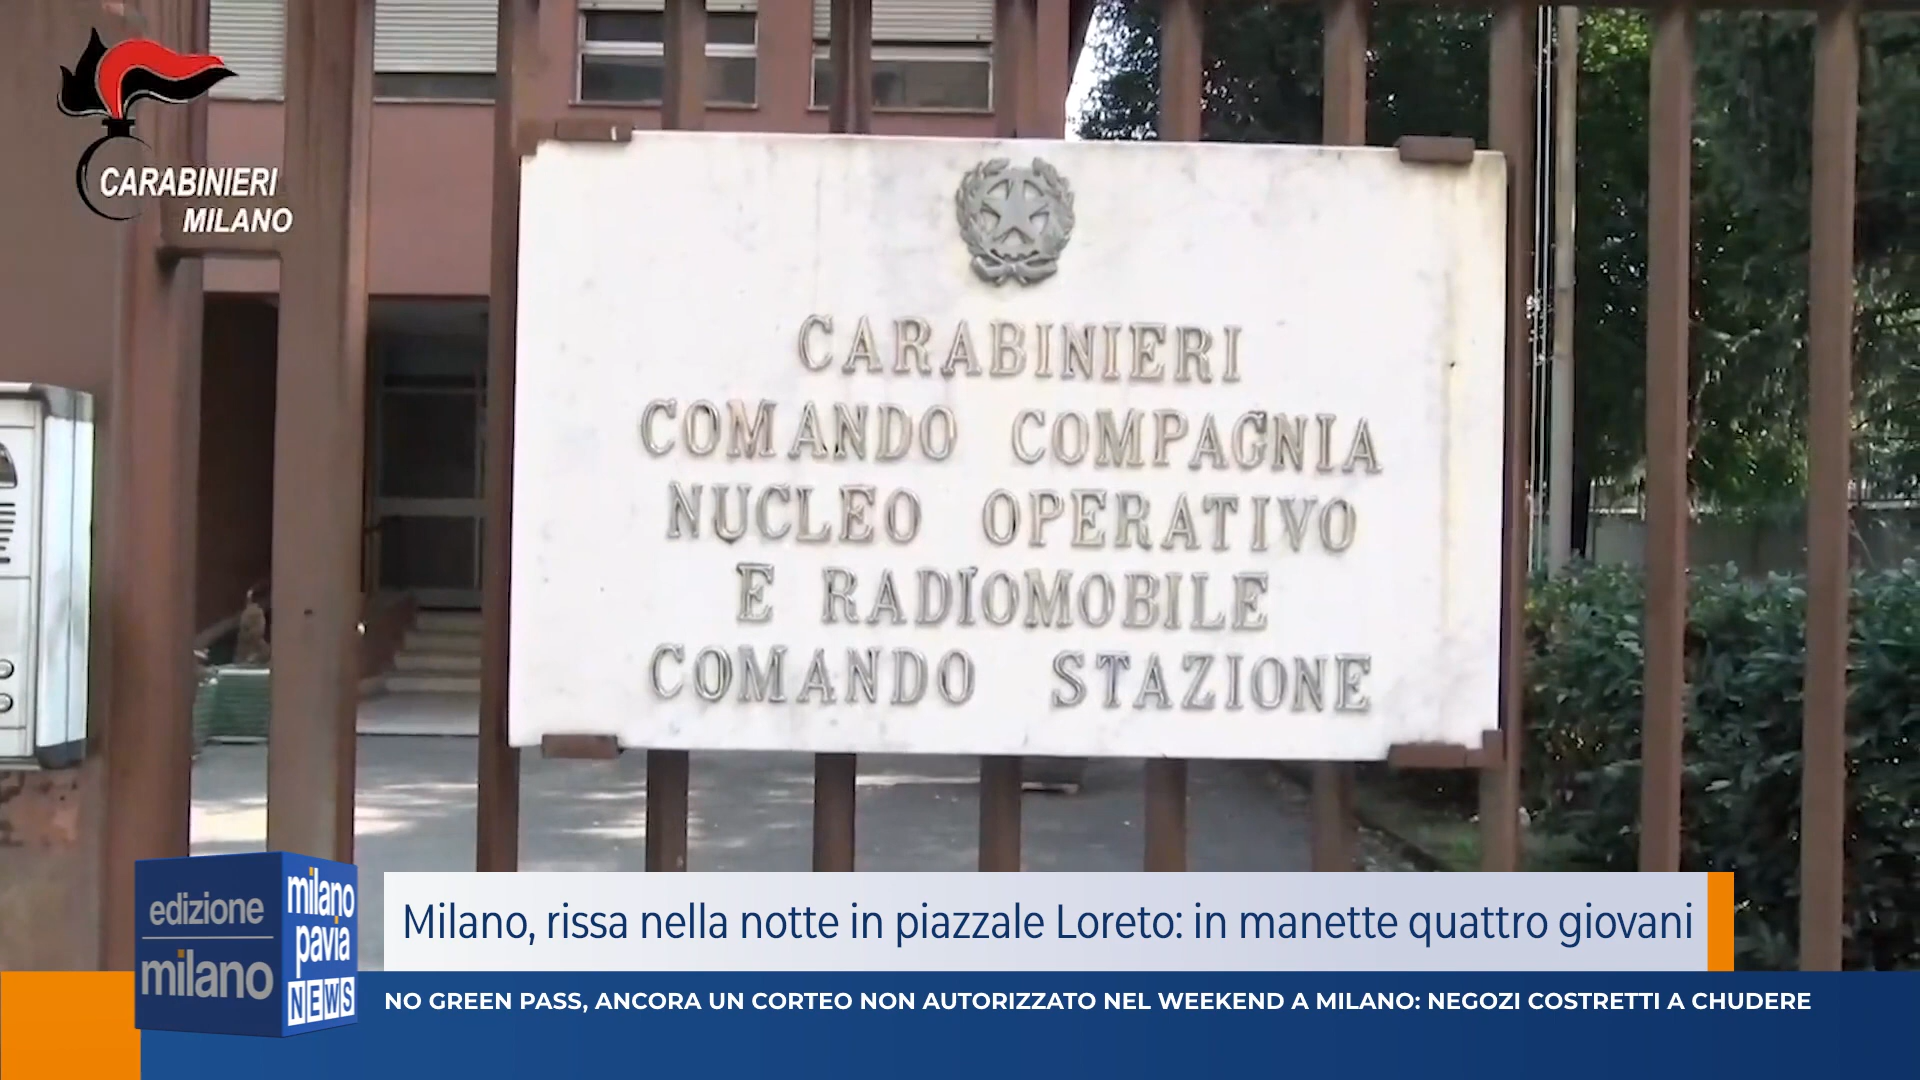 CARABINIERI
MILANO
CARABINIERI
COMANDO COMPAGNIA
NUCLEO OPERATIVO
E RADIOMOBILE
COMANDO STAZIONE
edizione
milano
milano
pavia
NEWS
Milano, rissa nella notte in piazzale Loreto: in manette quattro giovani
NO GREEN PASS, ANCORA UN CORTEO NON AUTORIZZATO NEL WEEKEND A MILANO: NEGOZI COSTRETTI A CHUDERE